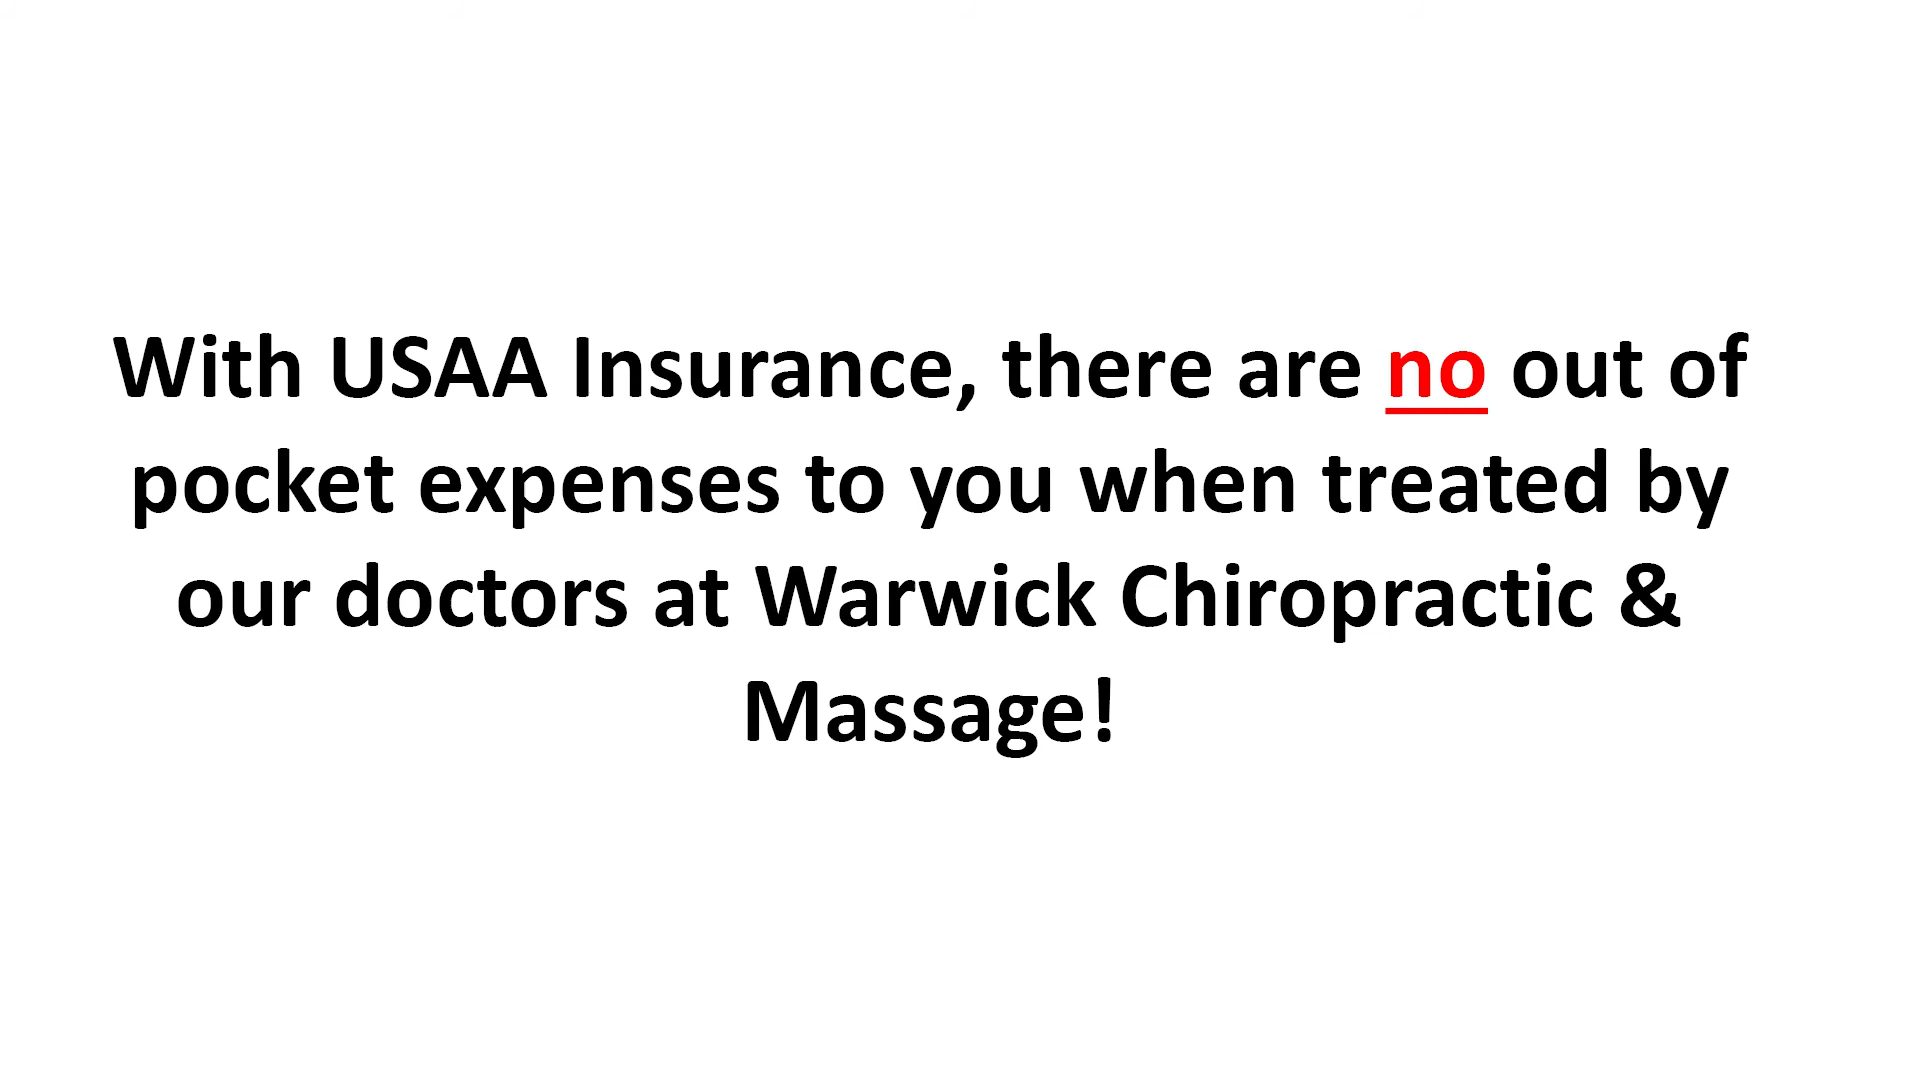 With USAA Insurance, there are no out of
pocket expenses to you when treated by
our doctors at Warwick Chiropractic &
Massage!